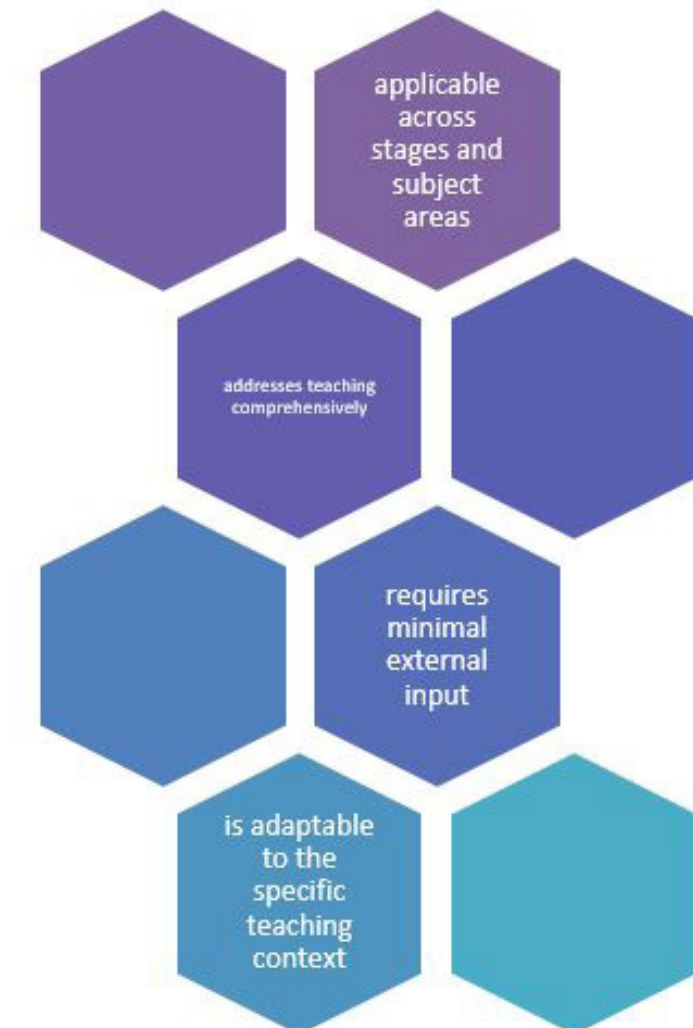 applicable
across
stages and
subject
areas
addresses teaching
comprehensively
requires
minimal
external
input
is adaptable
to the
specific
teaching
context